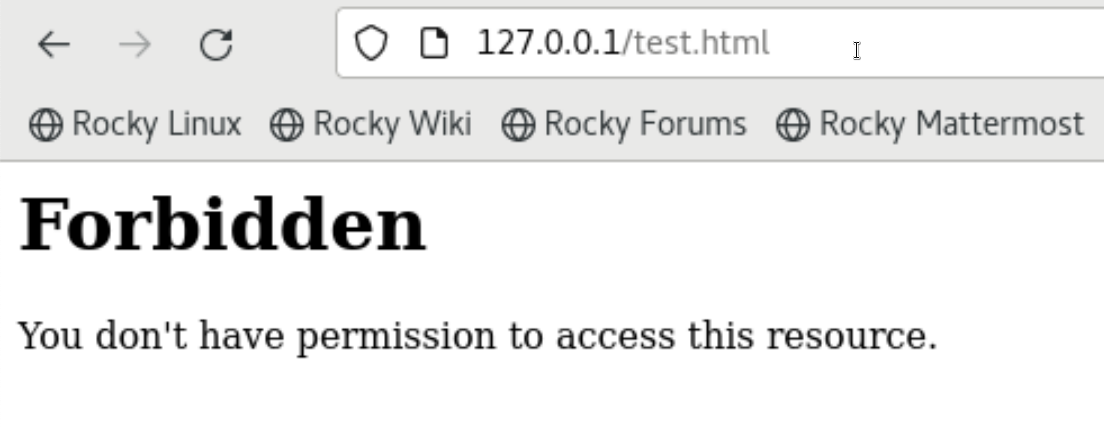 127.0.0.1/test.html
Rocky Linux Rocky Wiki Rocky Forums Rocky Mattermost
Forbidden
You don't have permission to access this resource.